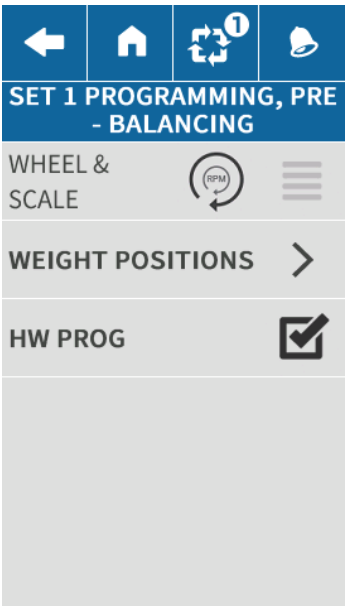 1
SET 1 PROGRAMMING, PRE
- BALANCING
WHEEL &
SCALE
RPM
WEIGHT POSITIONS
HW PROG